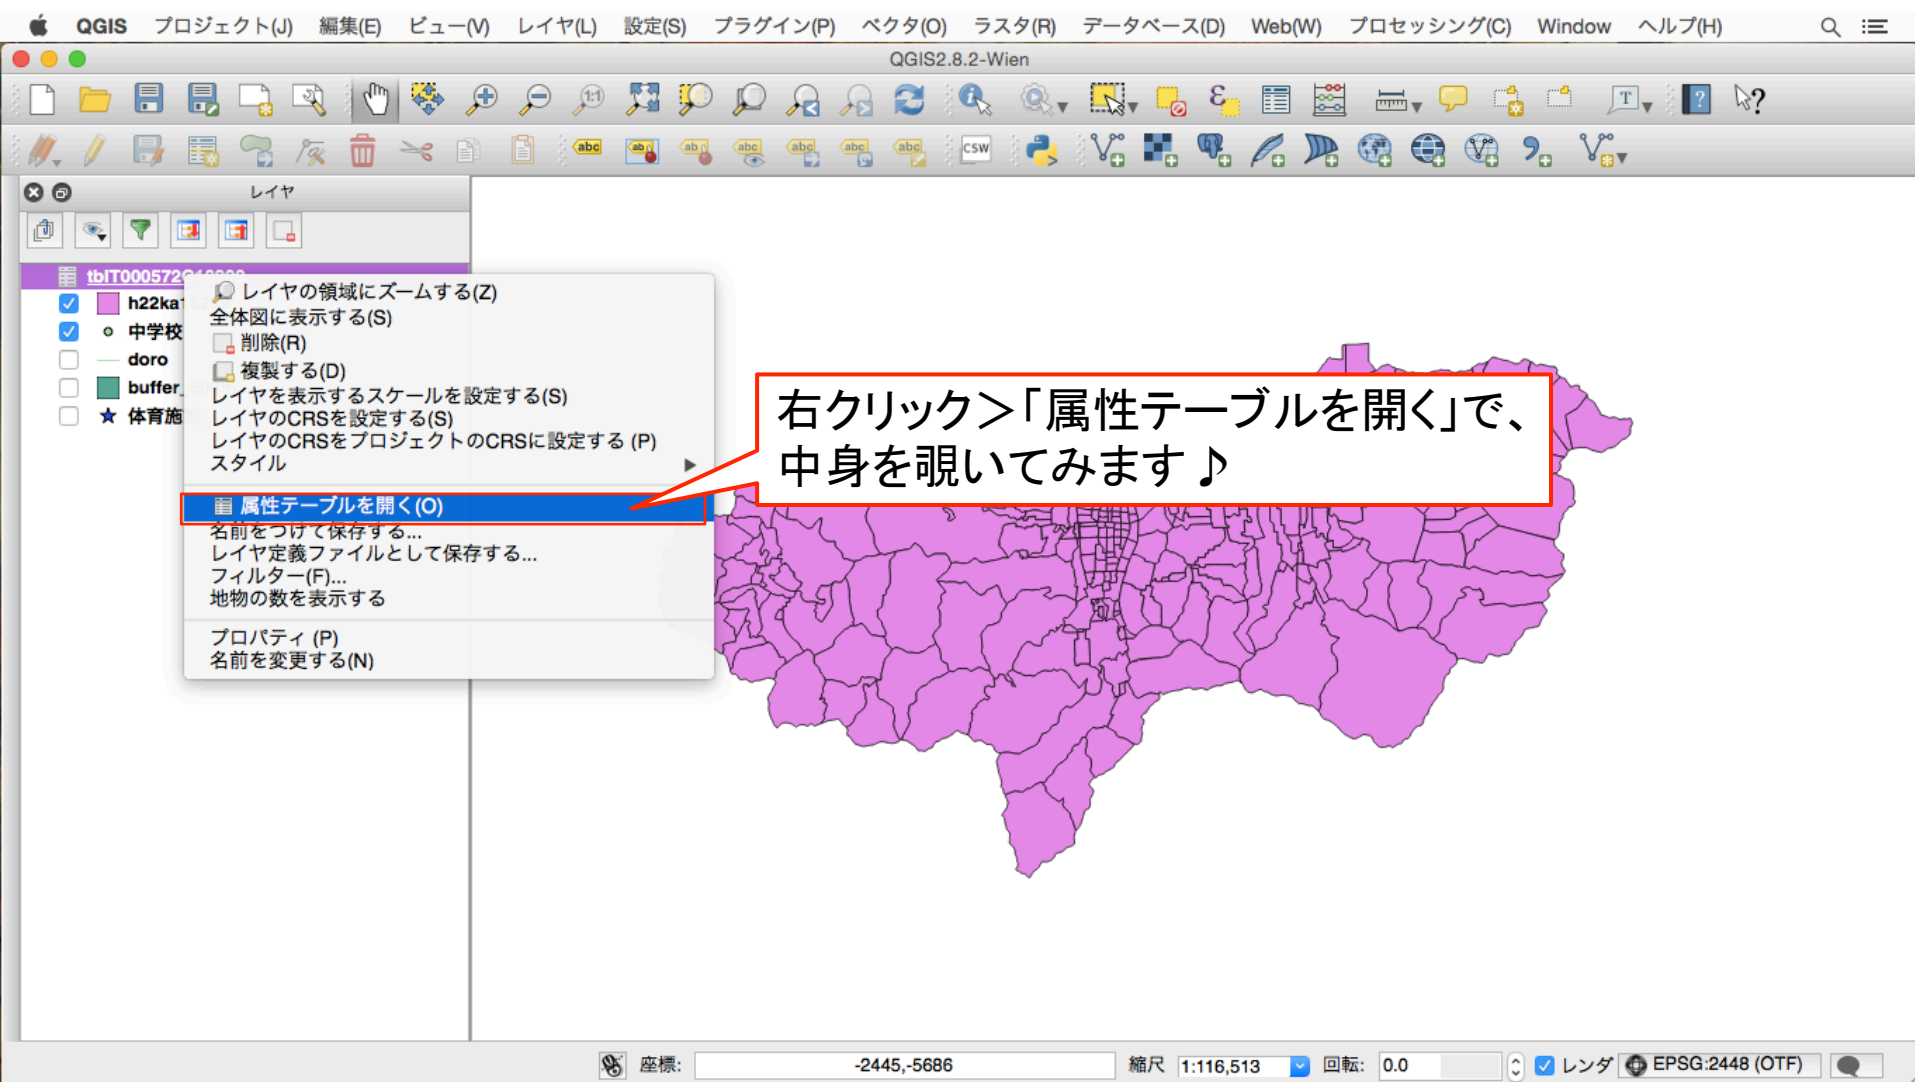 QGIS プロジェクト(J) 編集(E) ビュー(V) レイヤ(L) 設定(S) プラグイン(P) ベクタ(O) ラスタ(R) データベース(D) Web(W) プロセッシング(C) Window ヘルプ(H)
QGIS2.8.2-Wien
レイヤ
h22ka
中学校
doro
buffer_
体育施
レイヤの領域にズームする(Z)
全体図に表示する(S)
削除(R)
複製する(D)
レイヤを表示するスケールを設定する(S)
レイヤのCRSを設定する(S)
レイヤのCRSをプロジェクトのCRSに設定する (P)
スタイル
属性テーブルを開く(O)
名前をつけて保存する...
レイヤ定義ファイルとして保存する...
フィルター(F)...
地物の数を表示する
プロパティ (P)
名前を変更する(N)
右クリック＞「属性テーブルを開く」で、
中身を覗いてみます♪
座標: -2445,-5686 縮尺 1:116,513 回転: 0.0 レンダ EPSG:2448 (OTF)